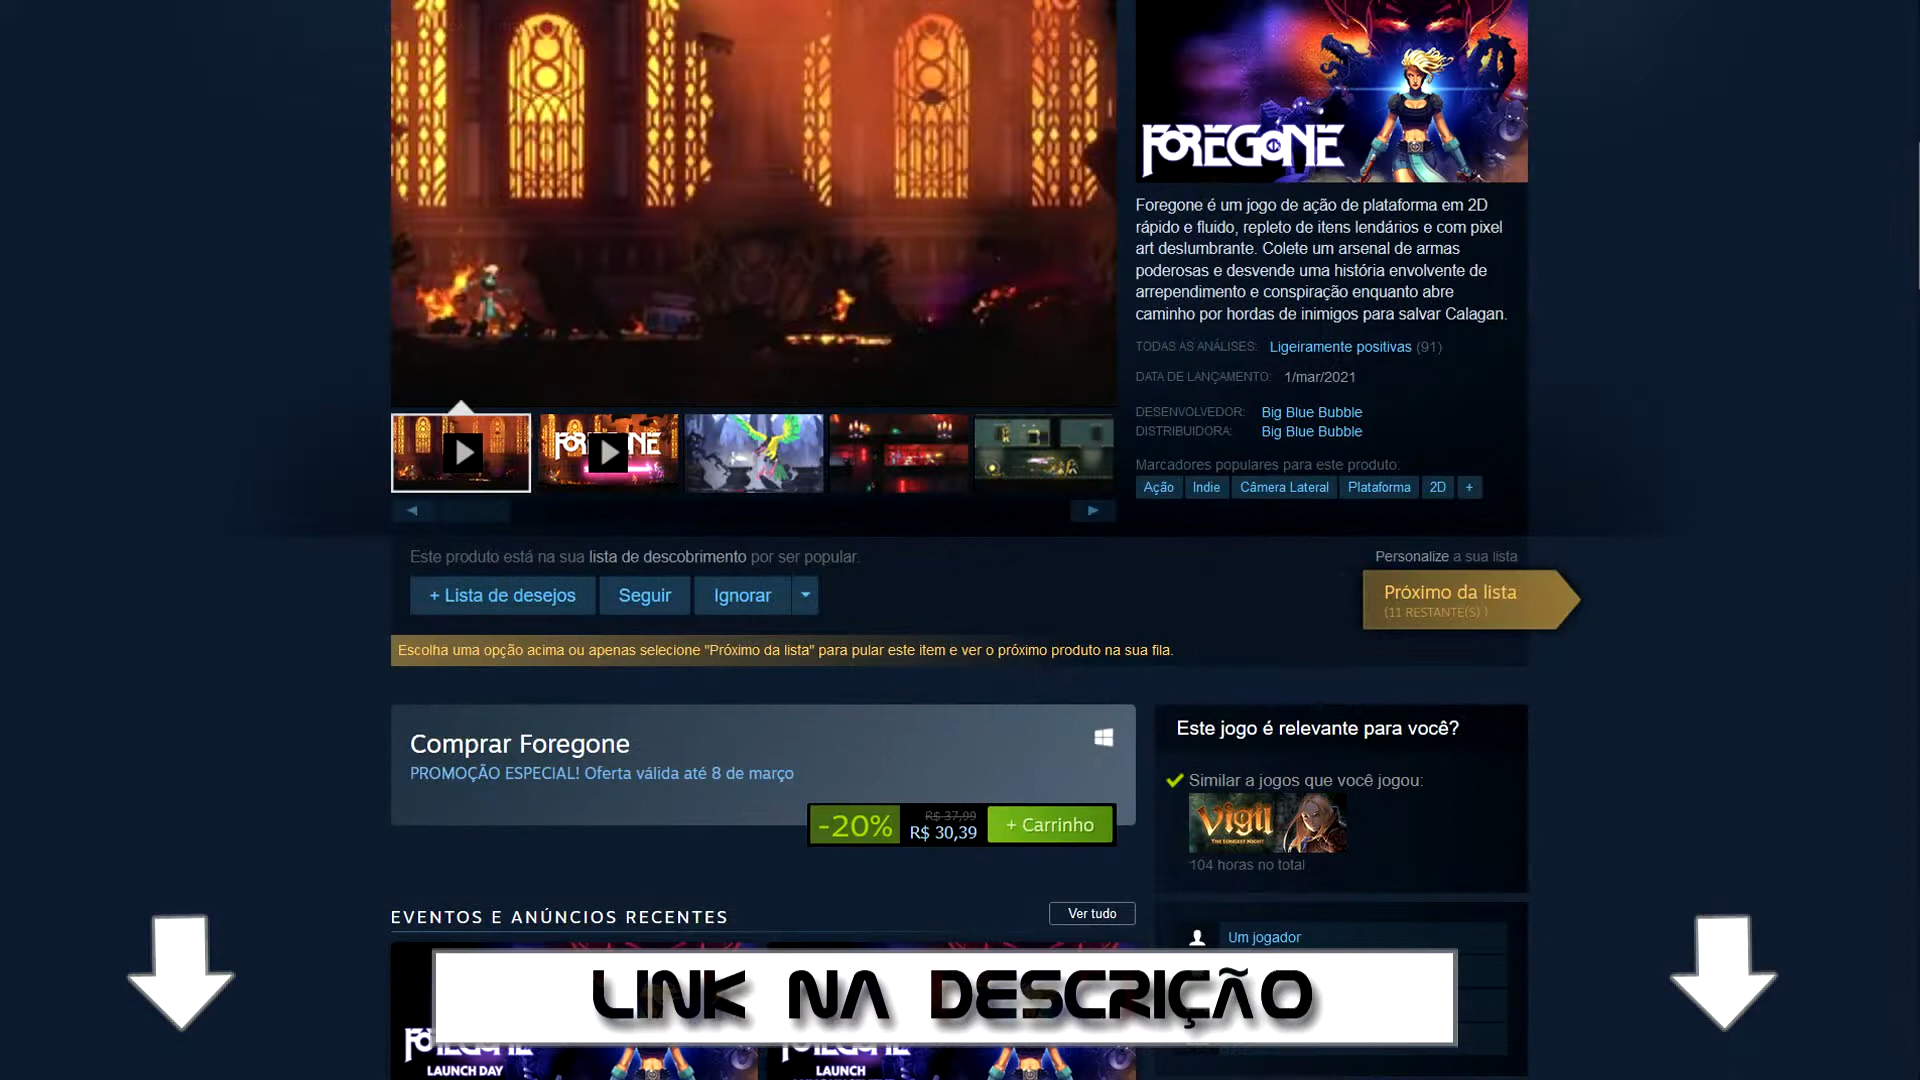 FOREGONE
Foregone é um jogo de ação de plataforma em 2D
rápido e fluido, repleto de itens lendários e com pixel
art deslumbrante. Colete um arsenal de armas
poderosas e desvende uma história envolvente de
arrependimento e conspiração enquanto abre
caminho por hordas de inimigos para salvar Calagan.
TODAS AS ANÁLISES: Ligeiramente positivas (91)
DATA DE LANÇAMENTO: 1/mar/2021
DESENVOLVEDOR: Big Blue Bubble
DISTRIBUIDORA: Big Blue Bubble
Marcadores populares para este produto:
Ação Indie Câmera Lateral Plataforma 2D +
Este produto está na sua lista de descobrimento por ser popular.
+ Lista de desejos Seguir Ignorar
Personalize a sua lista
Próximo da lista
(11 RESTANTE(S) )
Escolha uma opção acima ou apenas selecione "Próximo da lista" para pular este item e ver o próximo produto na sua fila.
Comprar Foregone
PROMOÇÃO ESPECIAL! Oferta válida até 8 de março
-20% R$ 37,99
R$ 30,39
+ Carrinho
Este jogo é relevante para você?
Similar a jogos que você jogou:
Vigil
THE LONGEST NIGHT
104 horas no total
EVENTOS E ANÚNCIOS RECENTES
Ver tudo
Um jogador
LINK NA DESCRIÇÃO
LAUNCH DAY
LAUNCH